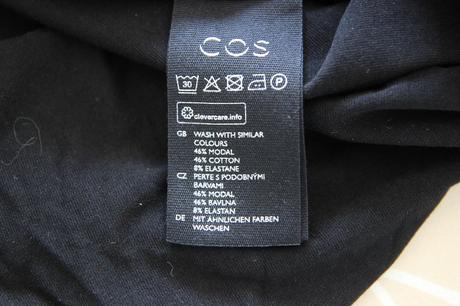 COS
30 P
clevercare.info
GB WASH WITH SIMILAR
COLOURS
46% MODAL
46% COTTON
8% ELASTANE
CZ PERTE S PODOBNÝMI
BARVAMI
46% MODAL
46% BAVLNA
8% ELASTAN
DE MIT ÄHNLICHEN FARBEN
WASCHEN